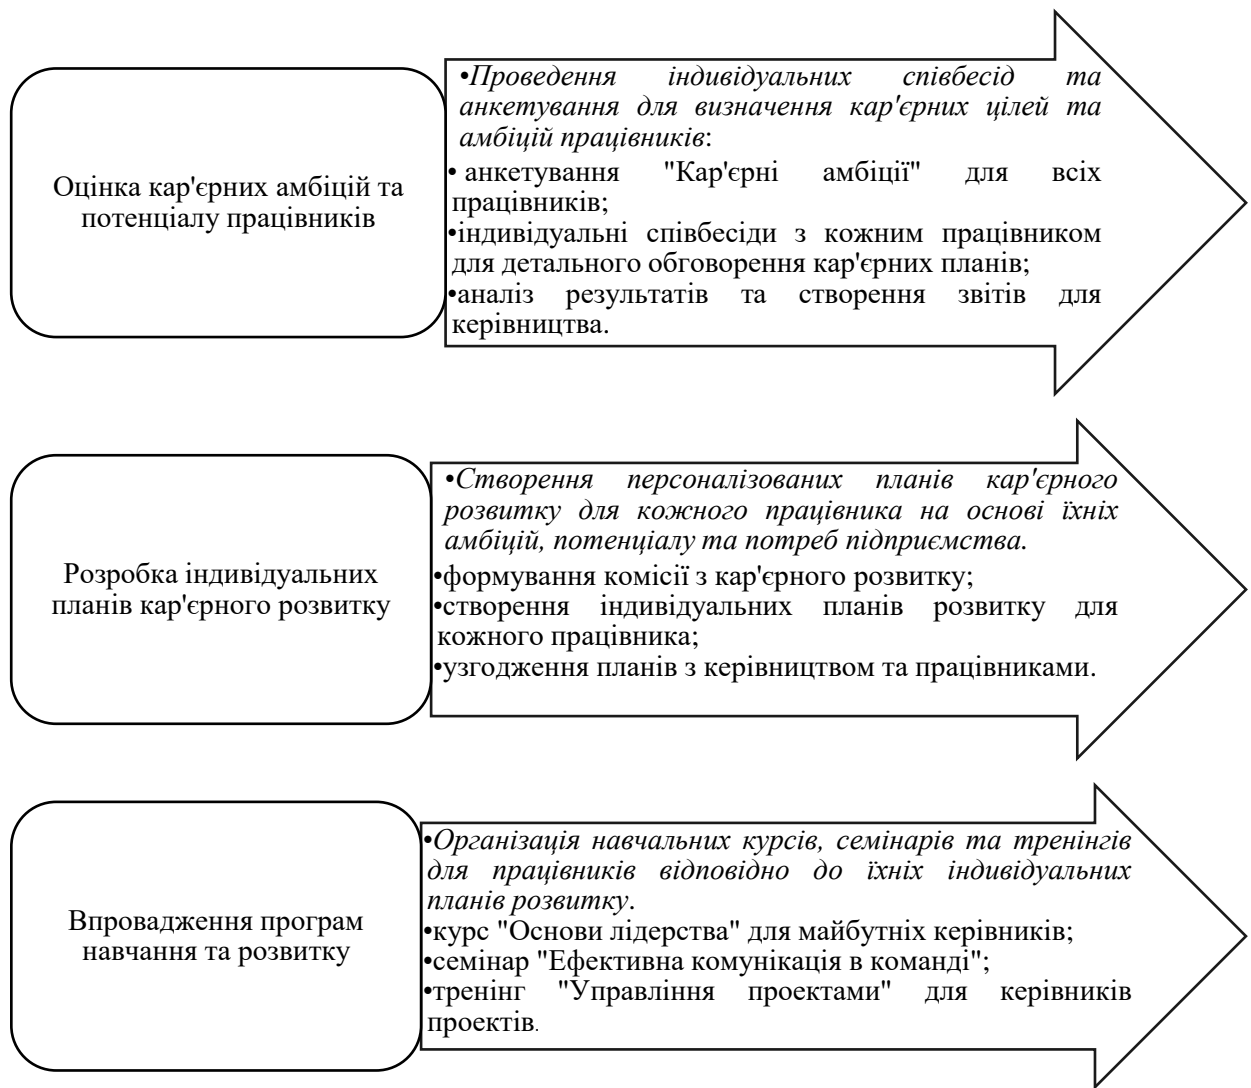 Оцінка кар'єрних амбіцій та
потенціалу працівників
•Проведення індивідуальних співбесід та
анкетування для визначення кар'єрних цілей та
амбіцій працівників:
• анкетування "Кар'єрні амбіції" для всіх
працівників;
•індивідуальні співбесіди з кожним працівником
для детального обговорення кар'єрних планів;
•аналіз результатів та створення звітів для
керівництва.
Розробка індивідуальних
планів кар'єрного розвитку
•Створення персоналізованих планів кар'єрного
розвитку для кожного працівника на основі їхніх
амбіцій, потенціалу та потреб підприємства.
•формування комісії з кар'єрного розвитку;
•створення індивідуальних планів розвитку для
кожного працівника;
•узгодження планів з керівництвом та працівниками.
Впровадження програм
навчання та розвитку
•Організація навчальних курсів, семінарів та тренінгів
для працівників відповідно до їхніх індивідуальних
планів розвитку.
•курс "Основи лідерства" для майбутніх керівників;
•семінар "Ефективна комунікація в команді";
•тренінг "Управління проектами" для керівників
проектів.